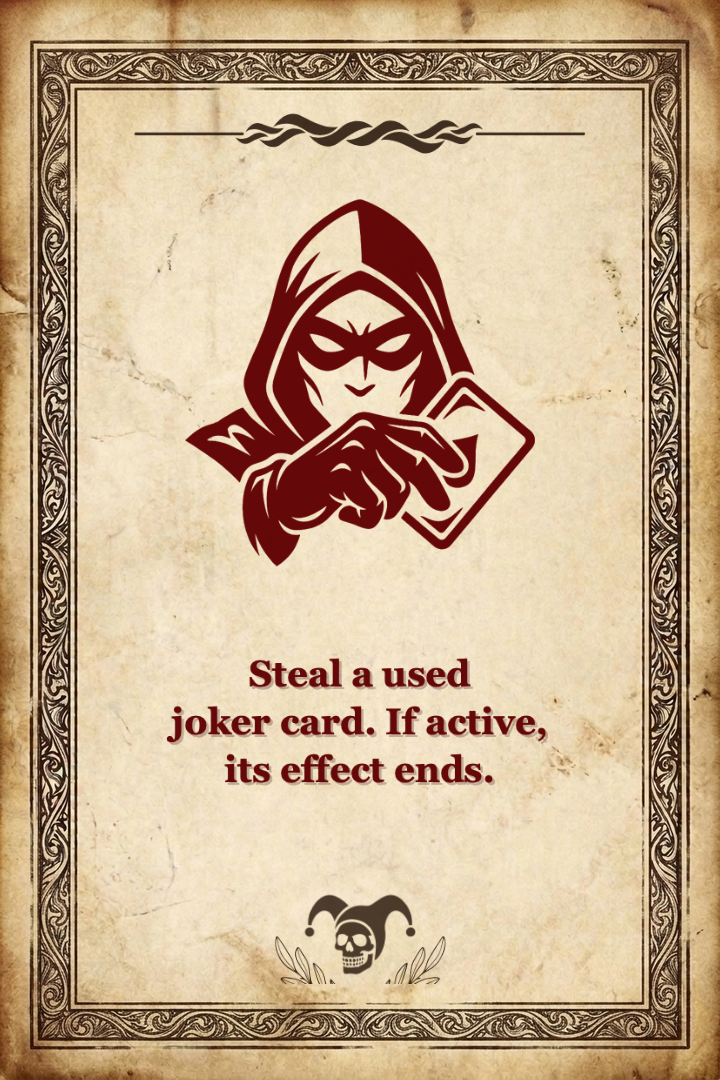 Steal a used
joker card. If active,
its effect ends.